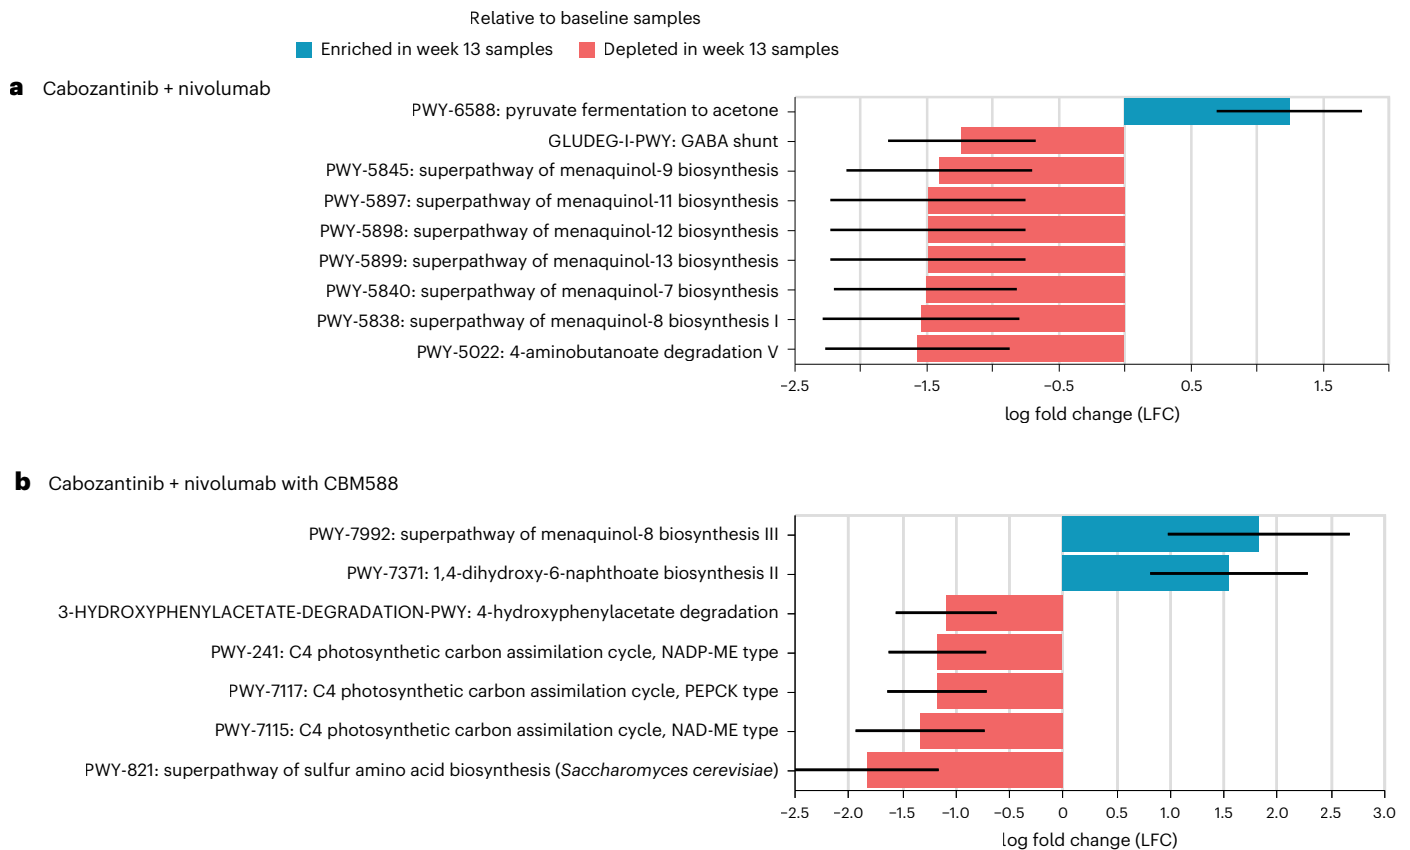 Relative to baseline samples
Enriched in week 13 samples Depleted in week 13 samples
a Cabozantinib + nivolumab
PWY-6588: pyruvate fermentation to acetone
GLUDEG-I-PWY: GABA shunt
PWY-5845: superpathway of menaquinol-9 biosynthesis
PWY-5897: superpathway of menaquinol-11 biosynthesis
PWY-5898: superpathway of menaquinol-12 biosynthesis
PWY-5899: superpathway of menaquinol-13 biosynthesis
PWY-5840: superpathway of menaquinol-7 biosynthesis
PWY-5838: superpathway of menaquinol-8 biosynthesis I
PWY-5022: 4-aminobutanoate degradation V
−2.5 −1.5 −0.5 0.5 1.5
log fold change (LFC)
b Cabozantinib + nivolumab with CBM588
PWY-7992: superpathway of menaquinol-8 biosynthesis III
PWY-7371: 1,4-dihydroxy-6-naphthoate biosynthesis II
3-HYDROXYPHENYLACETATE-DEGRADATION-PWY: 4-hydroxyphenylacetate degradation
PWY-241: C4 photosynthetic carbon assimilation cycle, NADP-ME type
PWY-7117: C4 photosynthetic carbon assimilation cycle, PEPCK type
PWY-7115: C4 photosynthetic carbon assimilation cycle, NAD-ME type
PWY-821: superpathway of sulfur amino acid biosynthesis (Saccharomyces cerevisiae)
−2.5 −2.0 −1.5 −1.0 −0.5 0 0.5 1.0 1.5 2.0 2.5 3.0
log fold change (LFC)